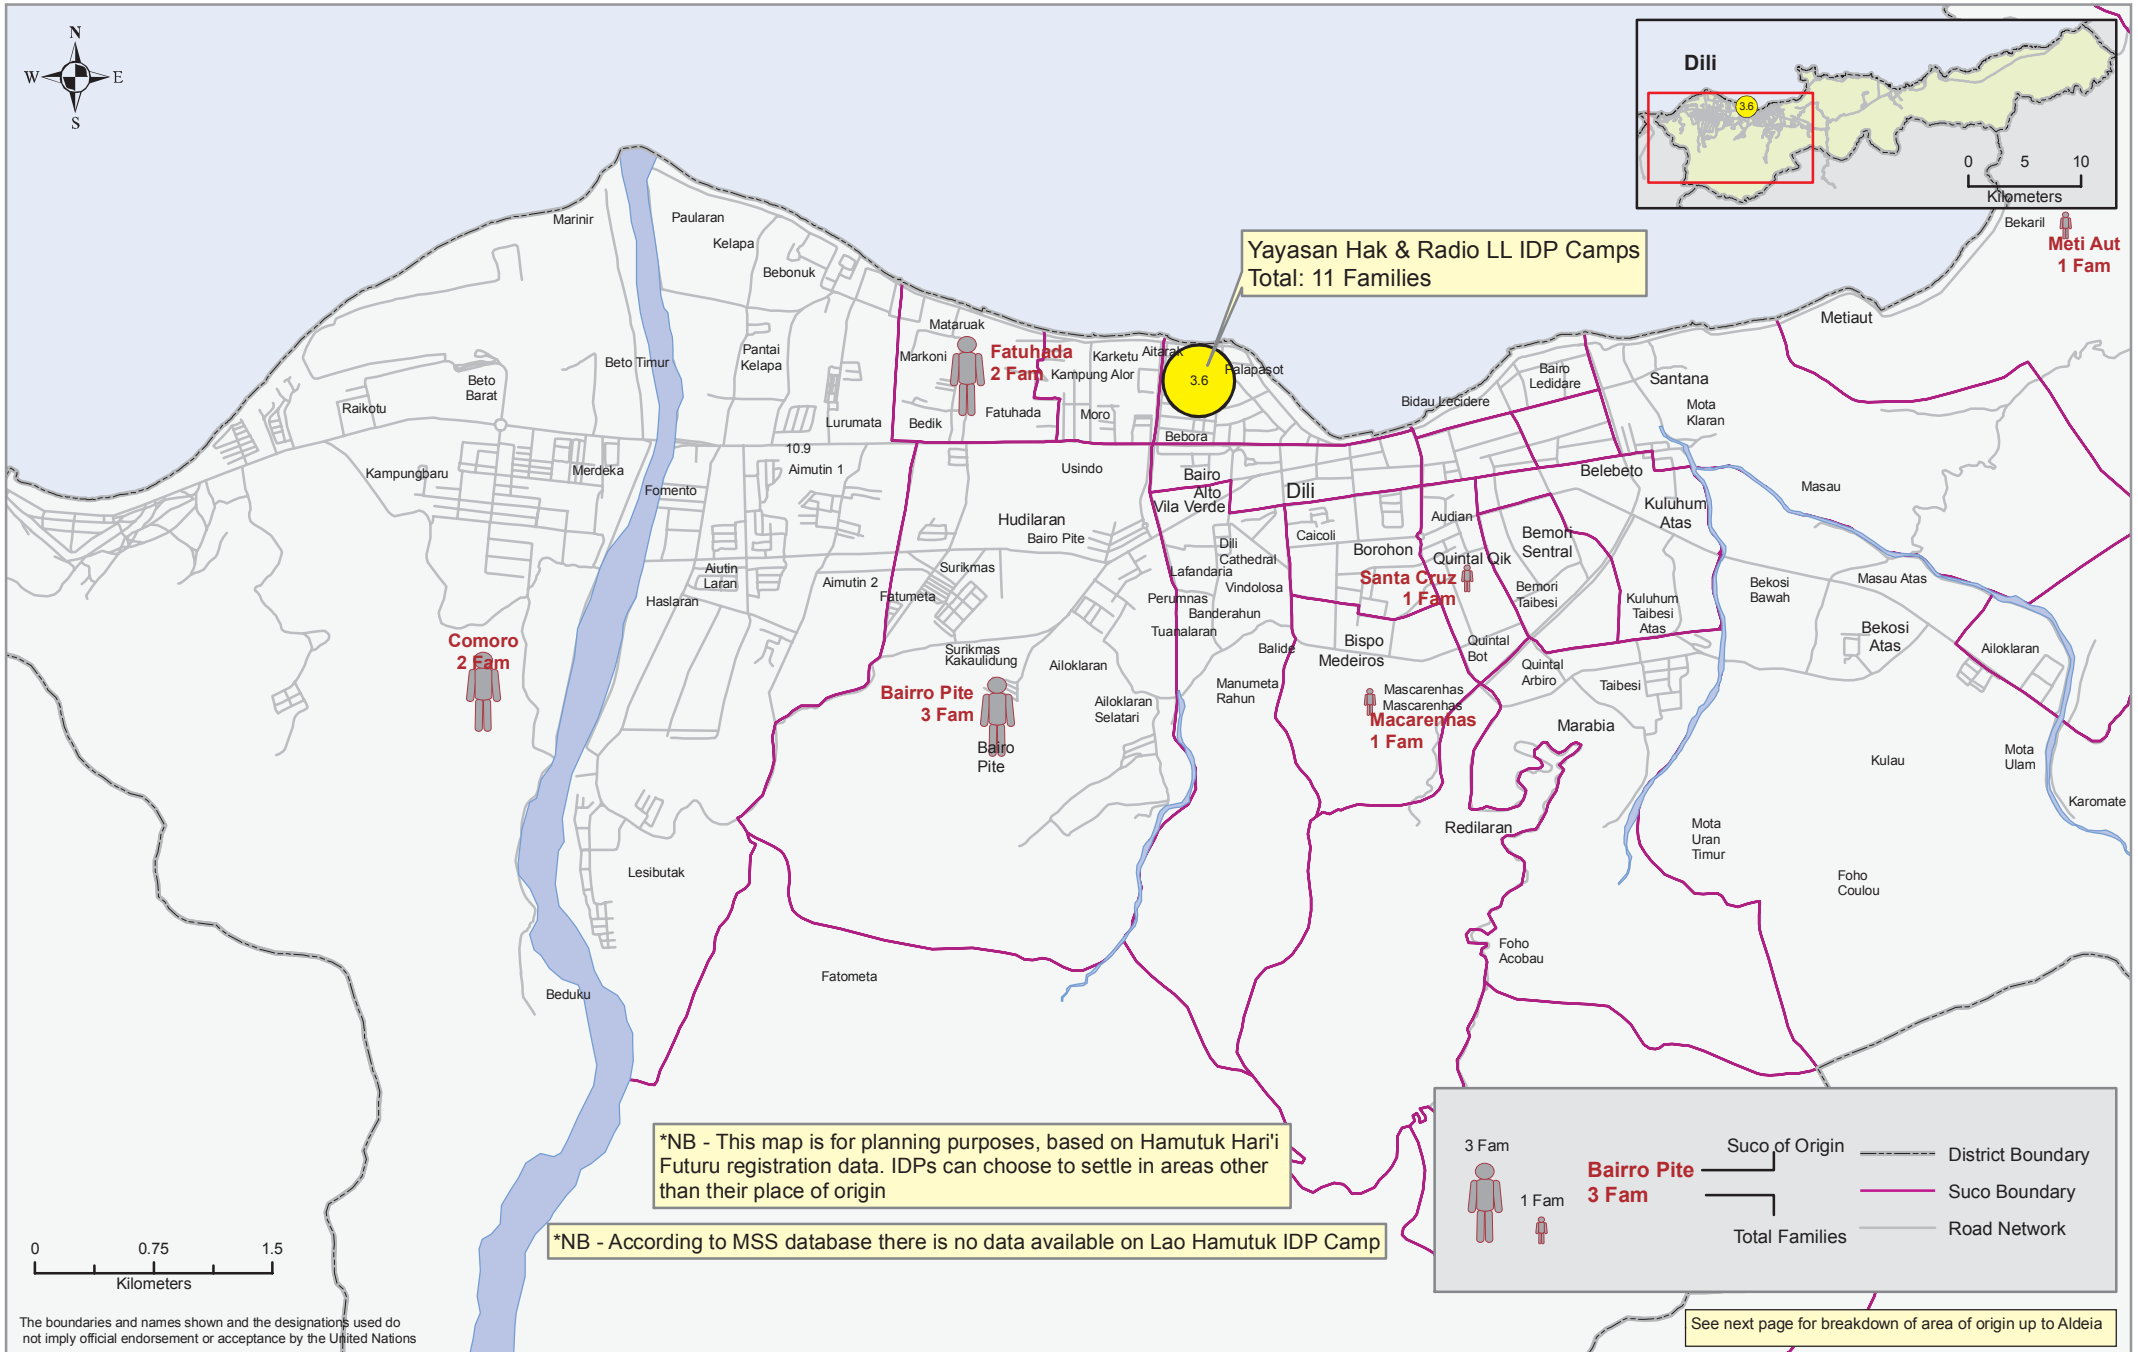 N
W
E
S
Dili
3.6
0 5 10
Kilometers
Bekaril
Meti Aut
1 Fam
Yayasan Hak & Radio LL IDP Camps
Total: 11 Families
Marinir
Paularan
Kelapa
Bebonuk
Mataruak
Markoni
Fatuhada
2 Fam
Karketu
Aitarak
Kampung Alor
3.6
Palapasot
Metiaut
Bairo
Ledidare
Santana
Bidau Lecidere
Mota
Klaran
Beto Timur
Pantai
Kelapa
Beto
Barat
Raikotu
Lurumata
Bedik
Fatuhada
Moro
Bebora
10.9
Aimutin 1
Kampungbaru
Merdeka
Fomento
Usindo
Bairo
Alto
Vila Verde
Dili
Belebeto
Masau
Kuluhum
Atas
Hudilaran
Bairo Pite
Caicoli
Audian
Borohon
Bemori
Sentral
Quintal Qik
Dili
Cathedral
Lafandaria
Vindolosa
Santa Cruz
1 Fam
Surikmas
Aiutin
Laran
Aimutin 2
Fatumeta
Haslaran
Perumnas
Banderahun
Tuanalaran
Bemori
Taibesi
Kuluhum
Taibesi
Atas
Bekosi
Bawah
Masau Atas
Bekosi
Atas
Ailoklaran
Comoro
2 Fam
Surikmas
Kakaulidung
Ailoklaran
Balide
Bispo
Medeiros
Quintal
Bot
Quintal
Arbiro
Taibesi
Bairro Pite
3 Fam
Bairo
Pite
Ailoklaran
Selatari
Manumeta
Rahun
Mascarenhas
Mascarenhas
Macarennas
1 Fam
Marabia
Kulau
Mota
Ulam
Karomate
Redilaran
Mota
Uran
Timur
Foho
Coulou
Lesibutak
Foho
Acobau
Fatometa
Beduku
*NB - This map is for planning purposes, based on Hamutuk Hari'i
Futuru registration data. IDPs can choose to settle in areas other
than their place of origin
*NB - According to MSS database there is no data available on Lao Hamutuk IDP Camp
3 Fam
1 Fam
Bairro Pite
3 Fam
Suco of Origin
Total Families
District Boundary
Suco Boundary
Road Network
0 0.75 1.5
Kilometers
The boundaries and names shown and the designations used do
not imply official endorsement or acceptance by the United Nations
See next page for breakdown of area of origin up to Aldeia